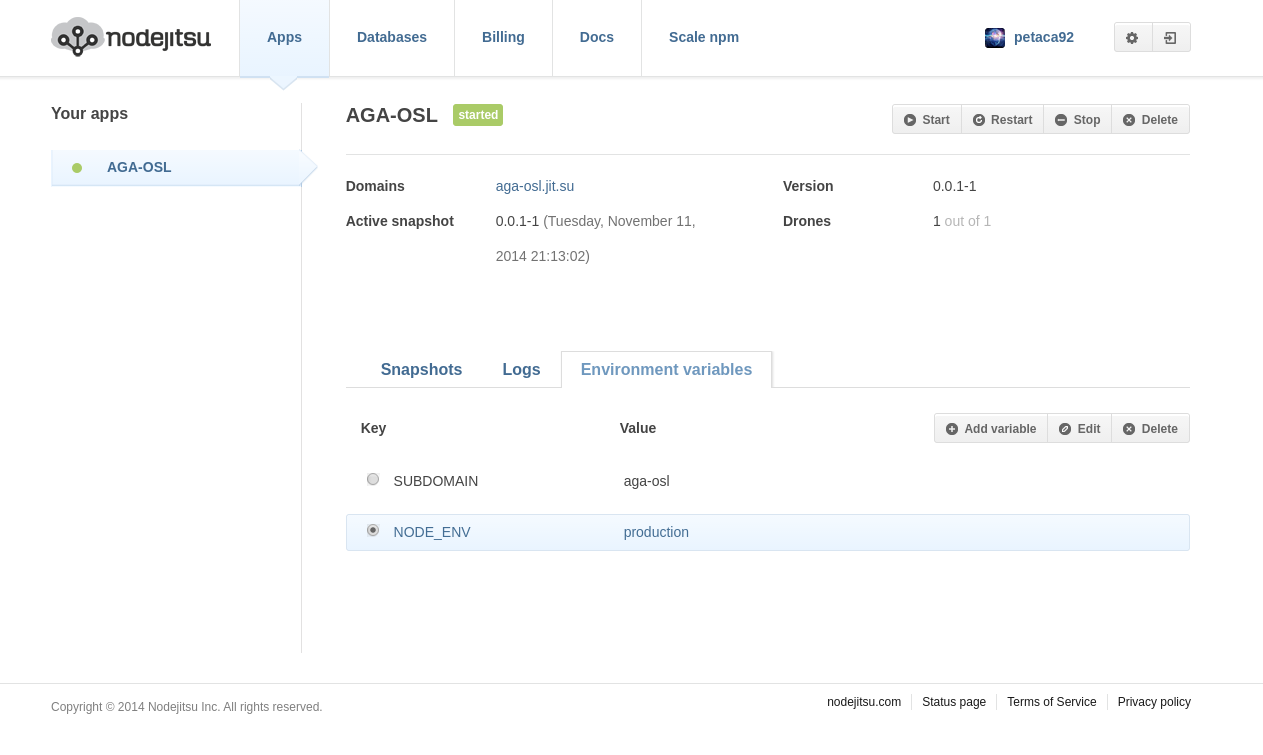 nodejitsu Apps Databases Billing Docs Scale npm petaca92
Your apps
AGA-OSL
AGA-OSL started Start Restart Stop Delete
Domains aga-osl.jit.su Version 0.0.1-1
Active snapshot 0.0.1-1 (Tuesday, November 11, Drones 1 out of 1
2014 21:13:02)
Snapshots Logs Environment variables
Key Value Add variable Edit Delete
SUBDOMAIN aga-osl
NODE_ENV production
Copyright © 2014 Nodejitsu Inc. All rights reserved. nodejitsu.com Status page Terms of Service Privacy policy